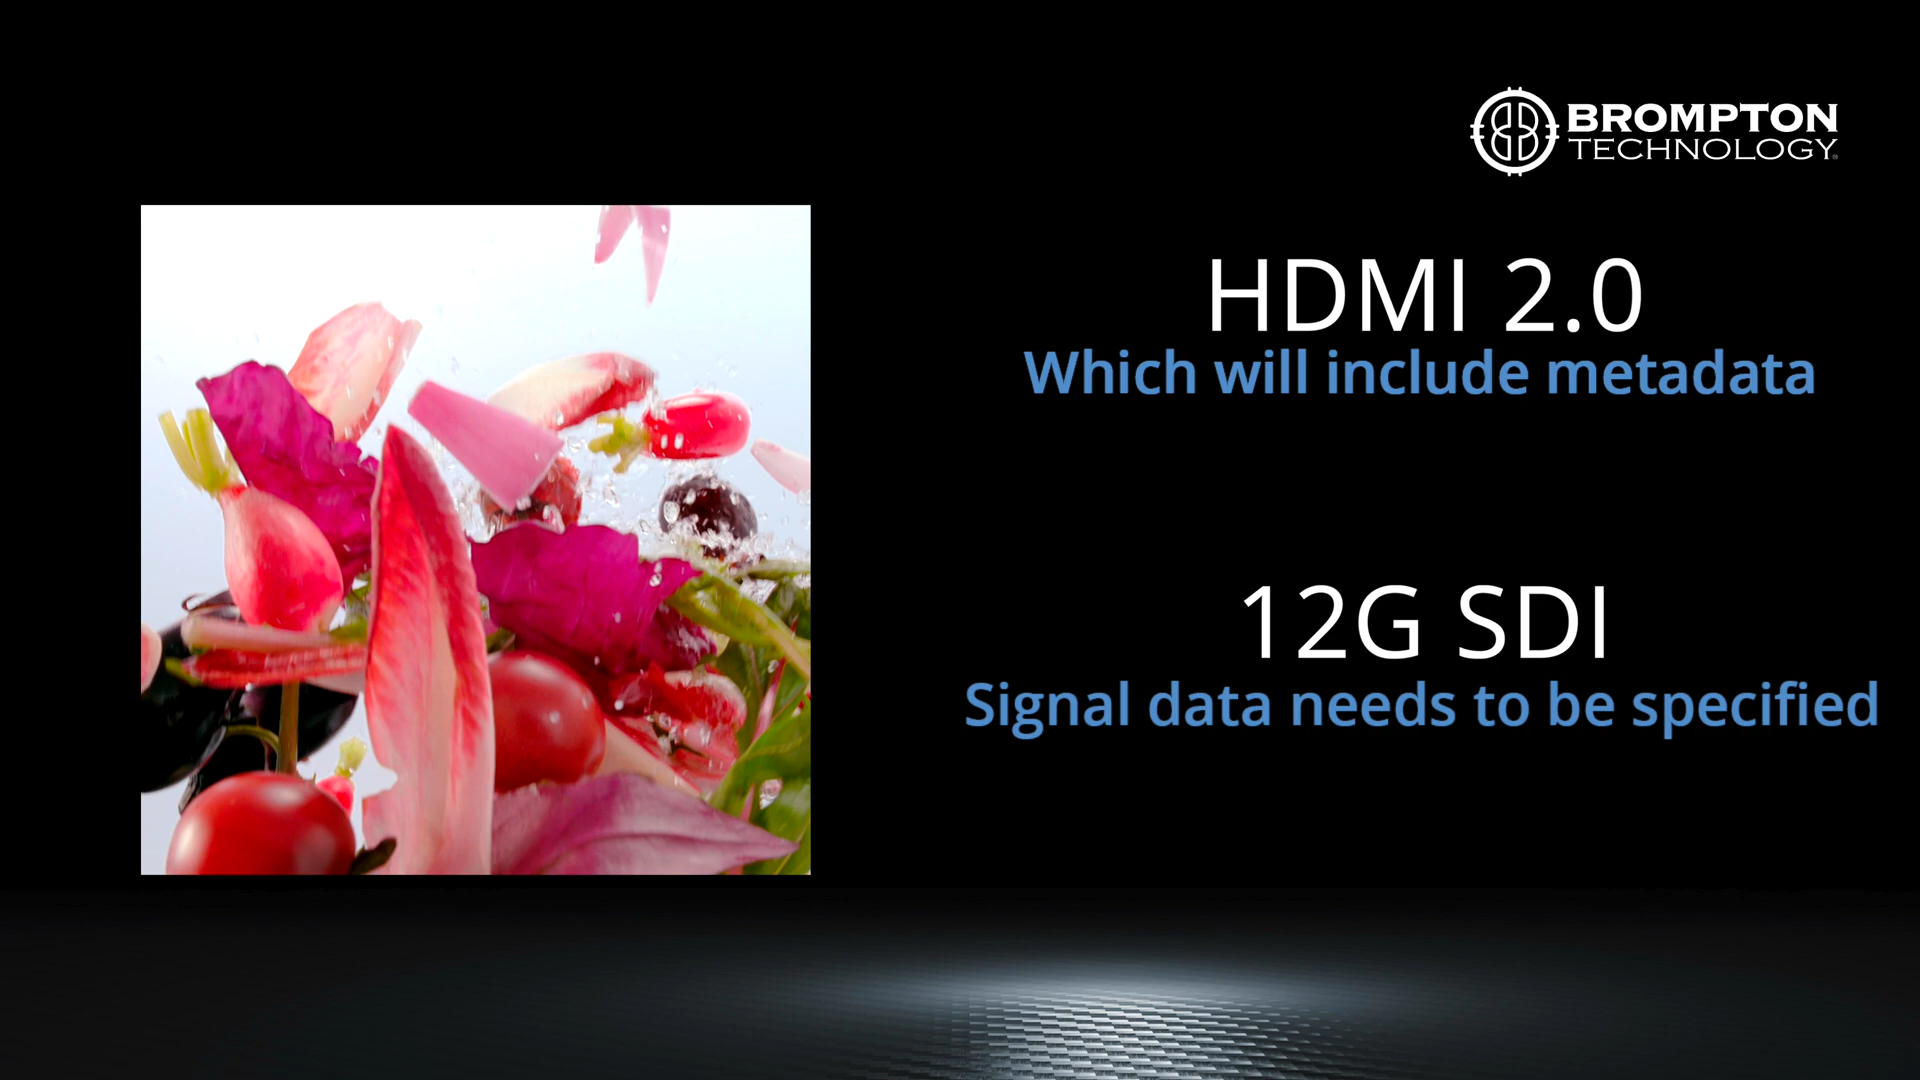 BROMPTON
TECHNOLOGY
HDMI 2.0
Which will include metadata
12G SDI
Signal data needs to be specified